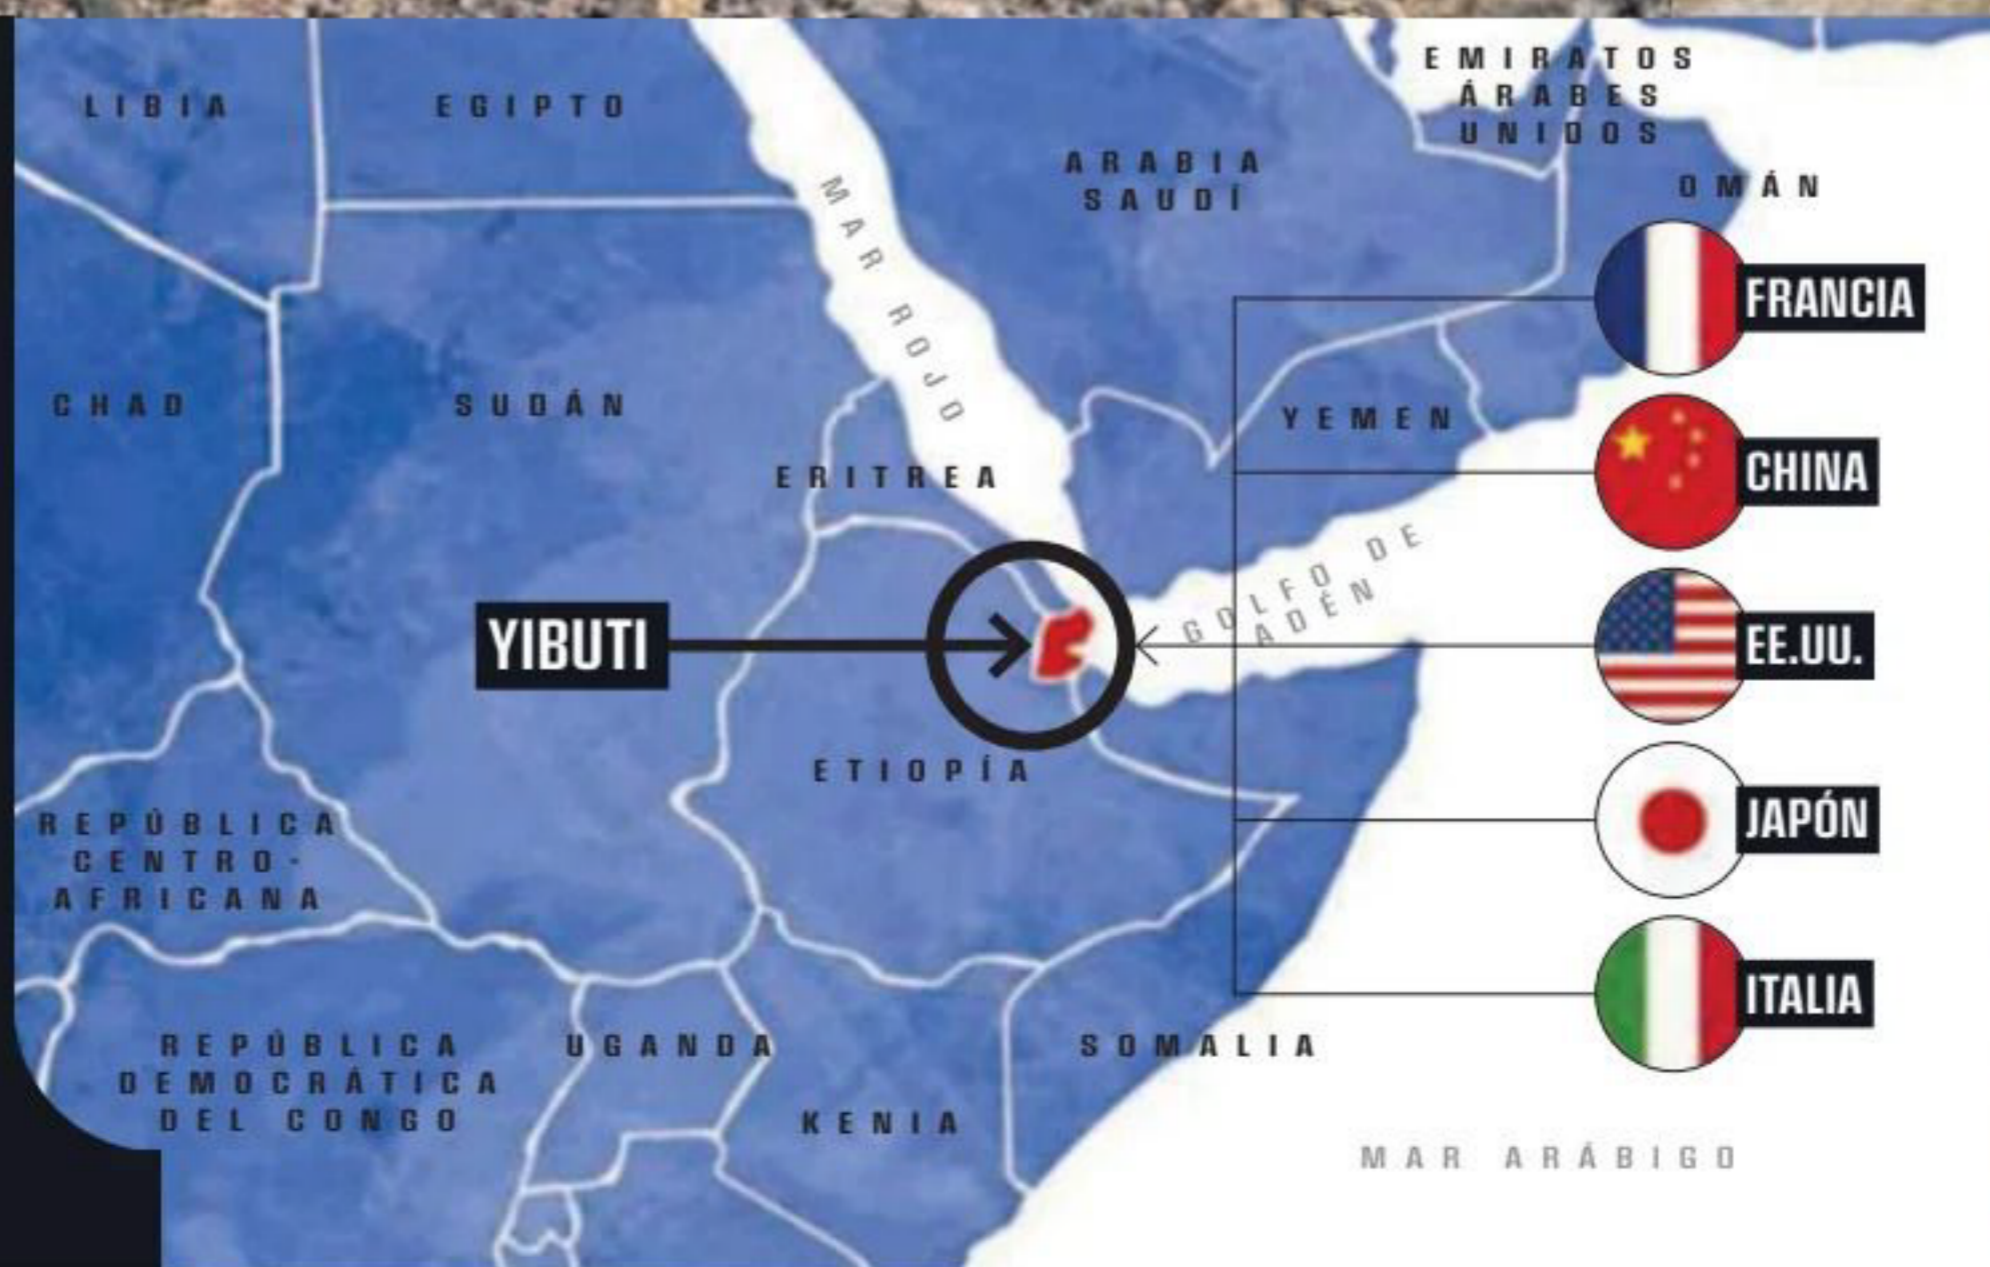 LIBIA
EGIPTO
EMIRATOS
ÁRABES
UNIDOS
ARABIA
SAUDÍ
OMÁN
MAR ROJO
FRANCIA
CHAD
SUDÁN
YEMEN
ERITREA
CHINA
GOLFO DE
ADÉN
YIBUTI
EE.UU.
ETIOPÍA
REPÚBLICA
CENTRO-
AFRICANA
JAPÓN
ITALIA
REPÚBLICA
DEMOCRÁTICA
DEL CONGO
UGANDA
SOMALIA
KENIA
MAR ARÁBIGO